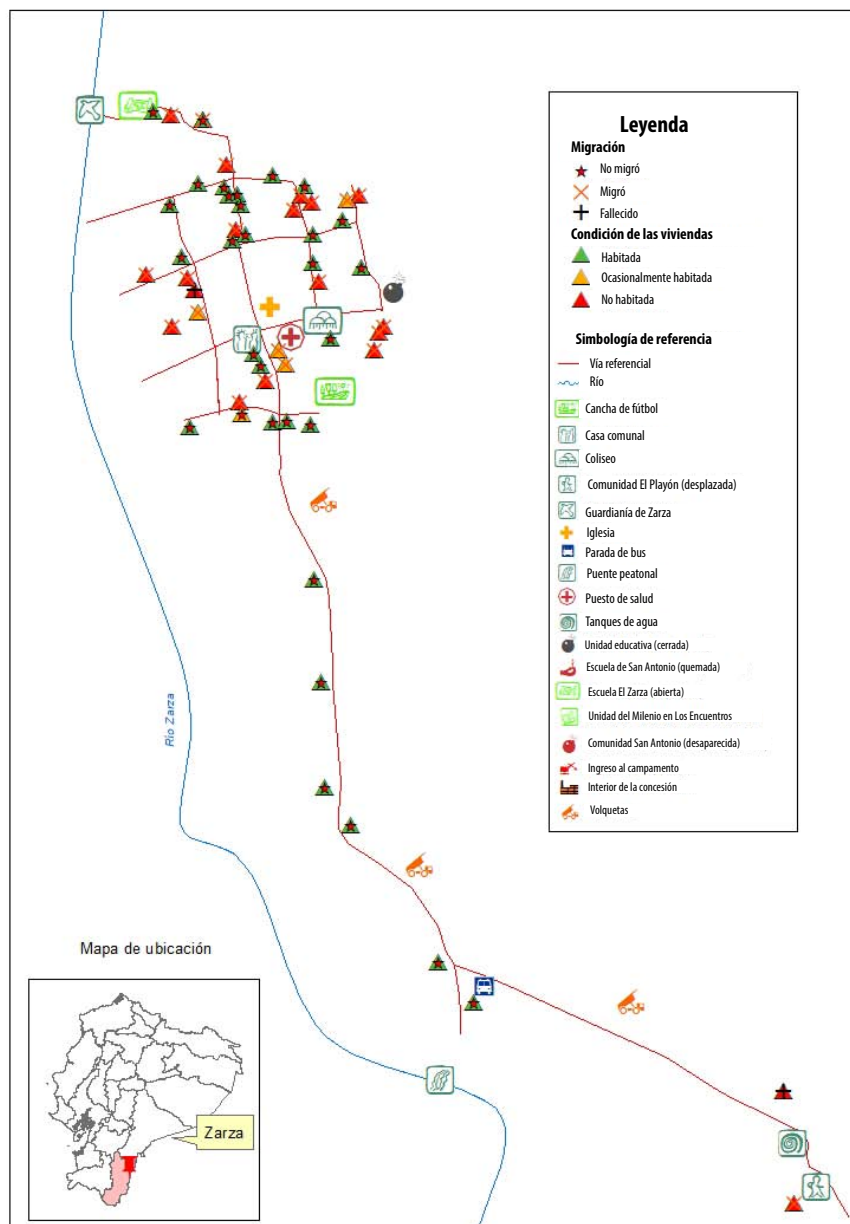 Leyenda
Migración
No migró
Migró
Fallecido
Condición de las viviendas
Habitada
Ocasionalmente habitada
No habitada
Simbología de referencia
Vía referencial
Río
Cancha de fútbol
Casa comunal
Coliseo
Comunidad El Playón (desplazada)
Guardianía de Zarza
Iglesia
Parada de bus
Puente peatonal
Puesto de salud
Tanques de agua
Unidad educativa (cerrada)
Escuela de San Antonio (quemada)
Escuela El Zarza (abierta)
Unidad del Milenio en Los Encuentros
Comunidad San Antonio (desaparecida)
Ingreso al campamento
Interior de la concesión
Volquetas
Río Zarza
Mapa de ubicación
Zarza